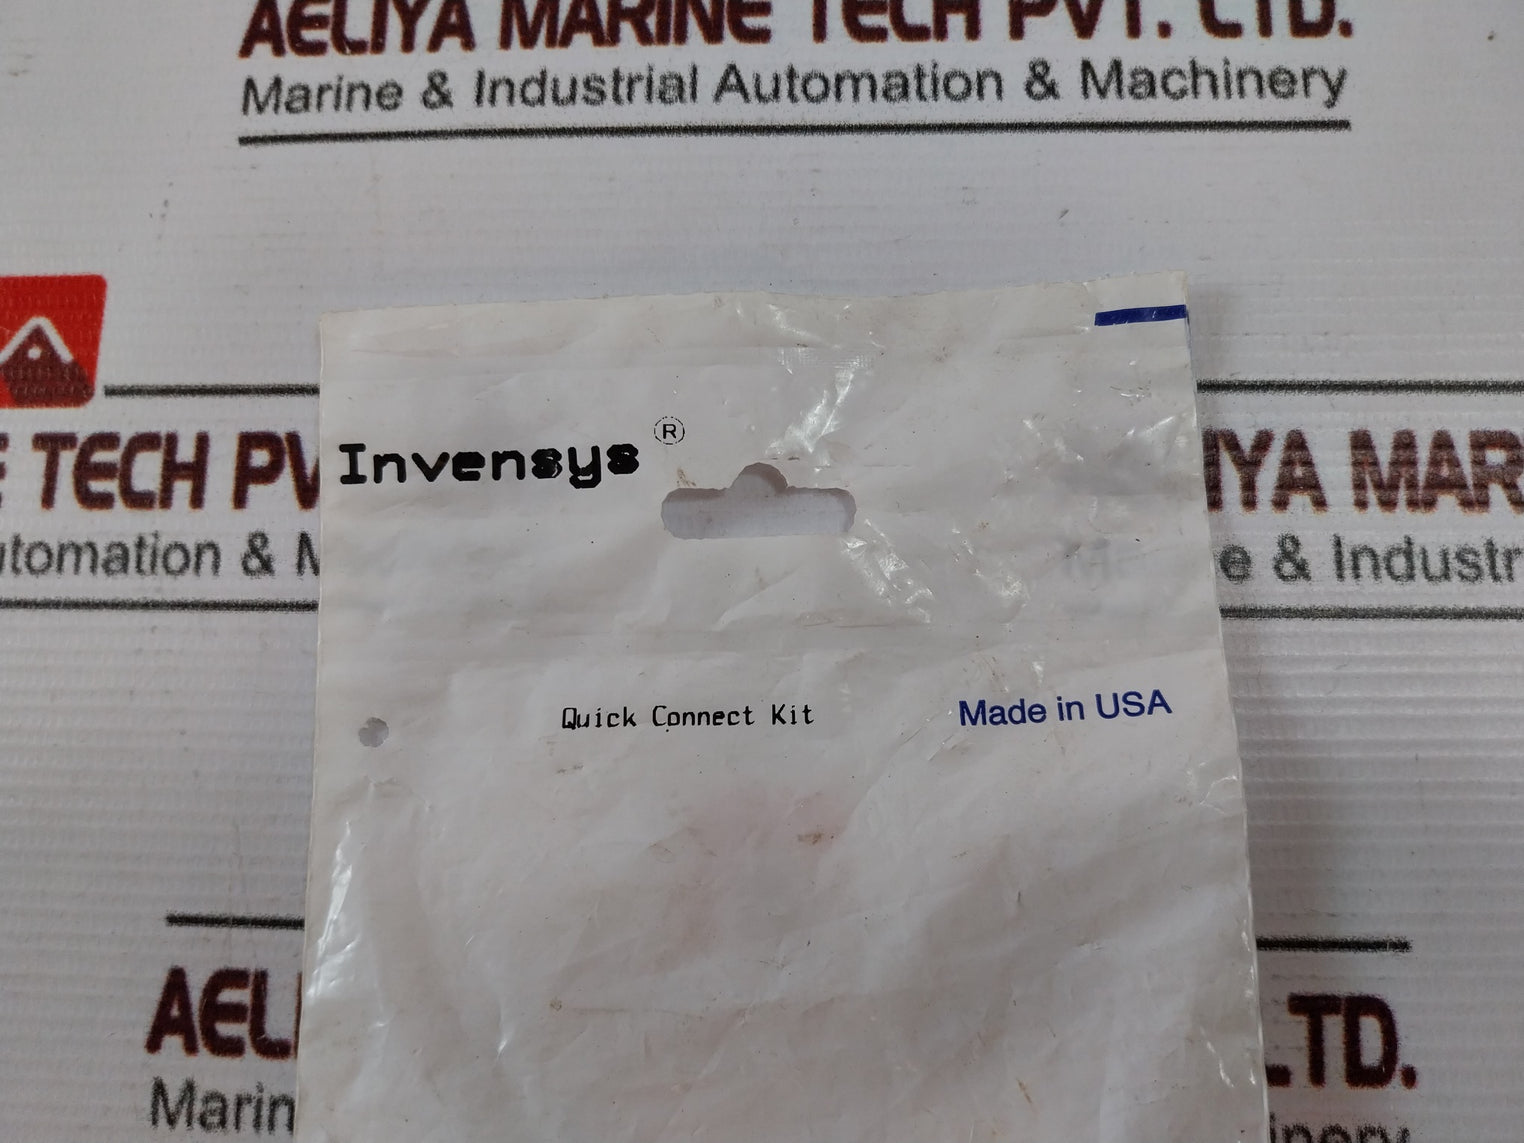 AELIYA MARINE TECH PVT. LTD.
Marine & Industrial Automation & Machinery
Invensys ®
E TECH PV
IYA MAR
utomation & M
e & Industr
Quick Connect Kit
Made in USA
AEL
LTD.
Marin
inery